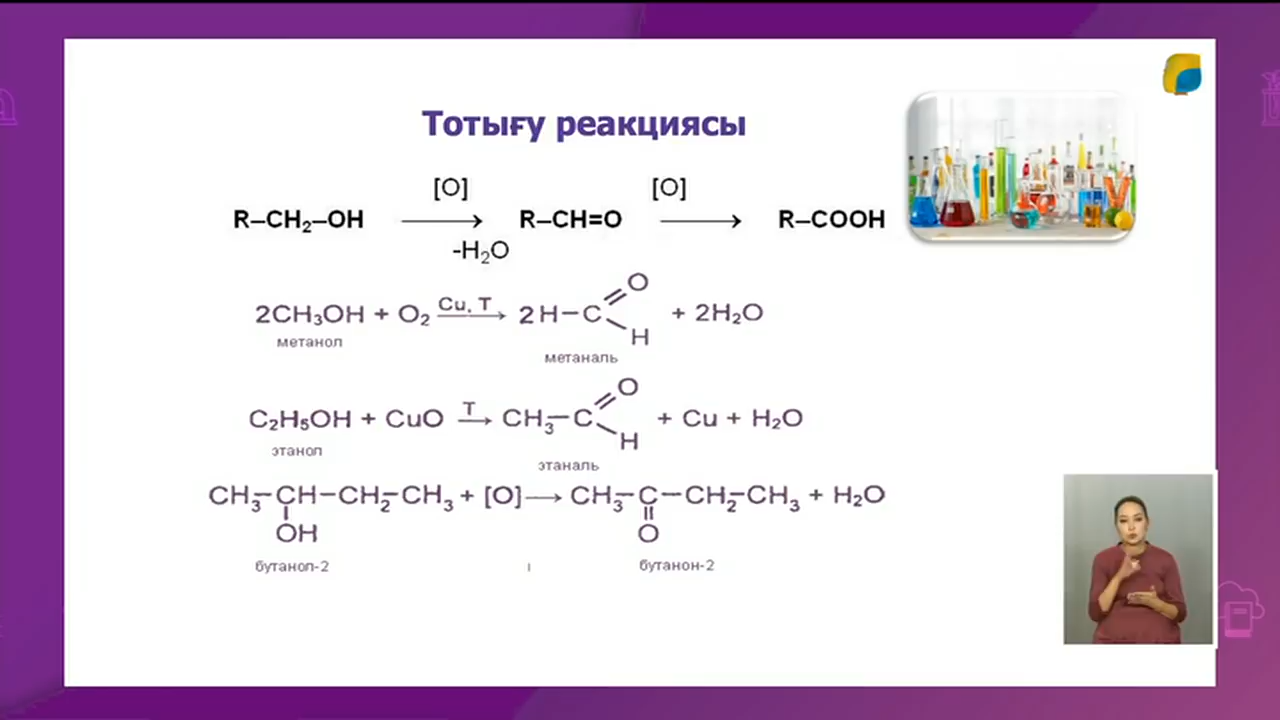 Тотығу реакциясы
[O] [O]
R–CH₂–OH ⟶ R–CH=O ⟶ R–COOH
-H₂O
2CH₃OH + O₂ Cu, T ⟶ 2H–C O H + 2H₂O
метанол
метаналь
C₂H₅OH + CuO T ⟶ CH₃–C O H + Cu + H₂O
этанол
этаналь
CH₃–CH–CH₂–CH₃ + [O] ⟶ CH₃–C–CH₂–CH₃ + H₂O
OH O
бутанол-2 бутанон-2